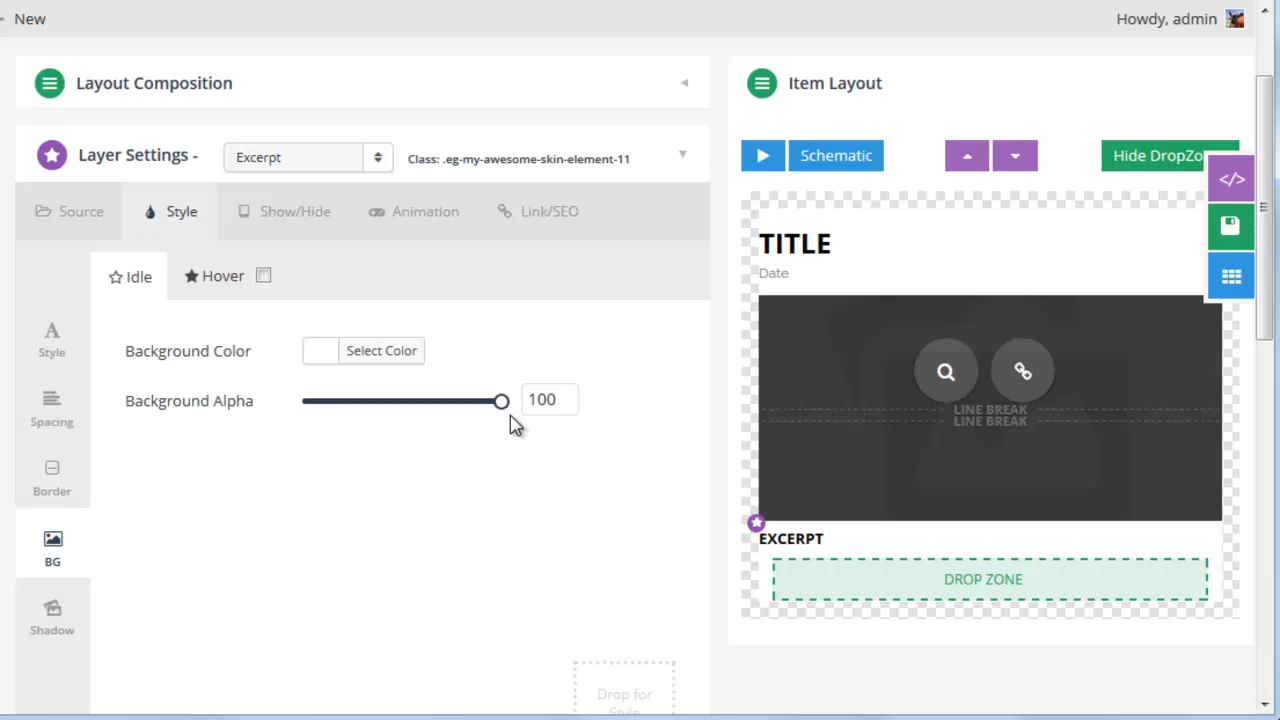 New
Howdy, admin
Layout Composition
Layer Settings -
Excerpt
Class: .eg-my-awesome-skin-element-11
Source
Style
Show/Hide
Animation
Link/SEO
Idle
Hover
Style
Spacing
Border
BG
Shadow
Background Color
Select Color
Background Alpha
100
Drop for
Style
Item Layout
Schematic
Hide DropZo
</>
TITLE
Date
LINE BREAK
LINE BREAK
EXCERPT
DROP ZONE